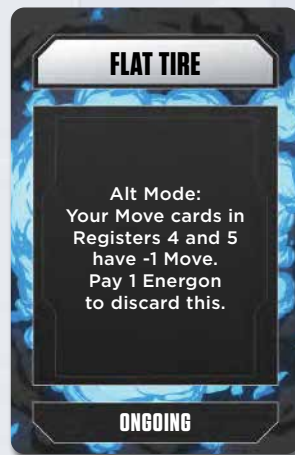 FLAT TIRE
Alt Mode:
Your Move cards in
Registers 4 and 5
have -1 Move.
Pay 1 Energon
to discard this.
ONGOING